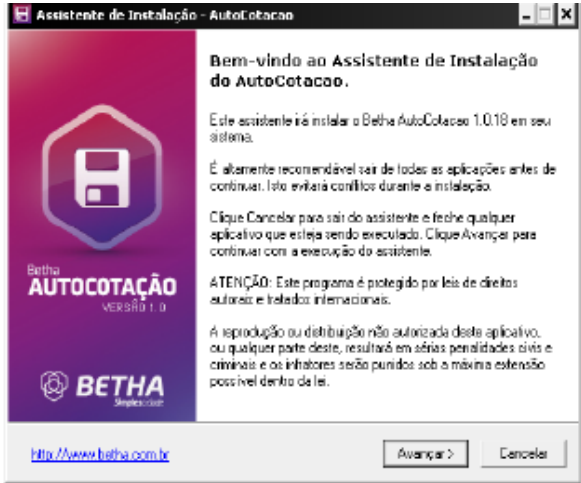 Assistente de Instalação - AutoCotacao
Bem-vindo ao Assistente de Instalação
do AutoCotacao.
Este assistente irá instalar o Betha AutoCotacao 1.0.18 em seu
sistema.
É altamente recomendável sair de todas as aplicações antes de
continuar. Isto evitará conflitos durante a instalação.
Clique Cancelar para sair do assistente e feche qualquer
aplicativo que esteja sendo executado. Clique Avançar para
continuar com a execução do assistente.
ATENÇÃO: Este programa é protegido por leis de direitos
autorais e tratados internacionais.
A reprodução ou distribuição não autorizada deste aplicativo,
ou qualquer parte deste, resultará em sérias penalidades civis e
criminais e os infratores serão punidos sob a máxima extensão
possível dentro da lei.
Betha
AUTOCOTAÇÃO
VERSÃO 1.0
BETHA
Simplescidade
http://www.betha.com.br
Avançar >
Cancelar